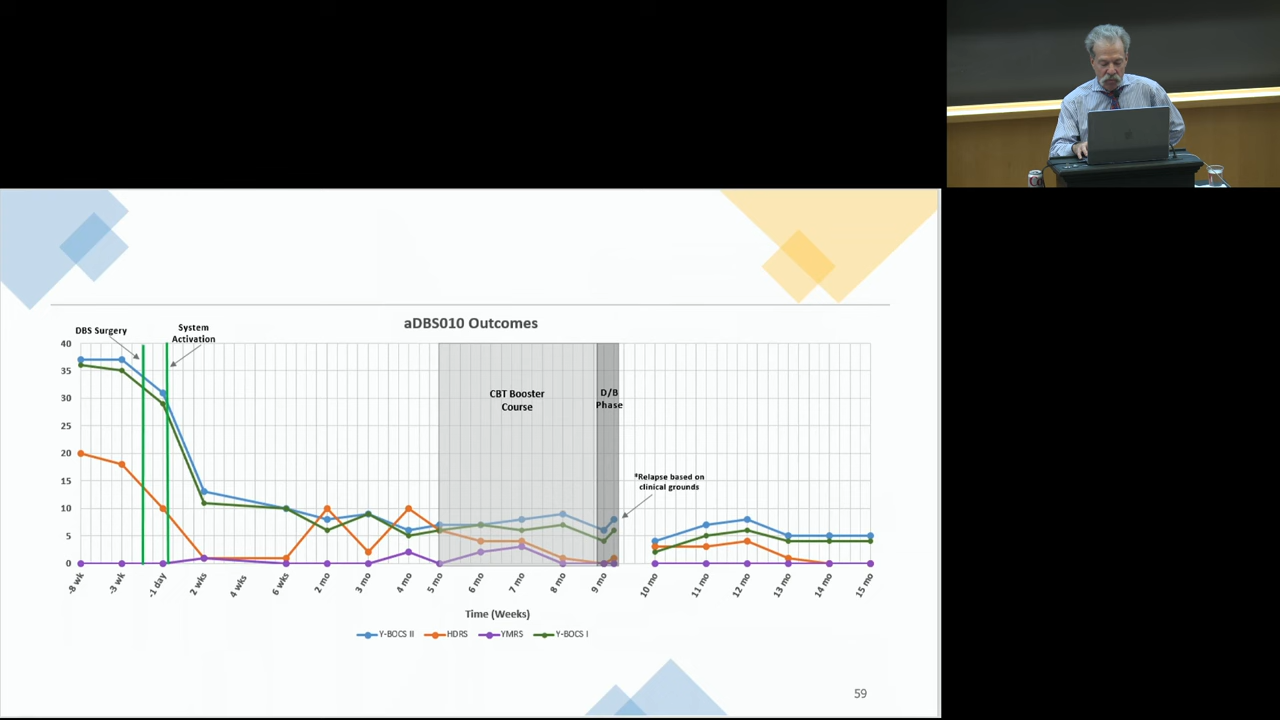 aDBS010 Outcomes
DBS Surgery
System
Activation
40
35
30
25
20
15
10
5
0
CBT Booster
Course
D/B
Phase
*Relapse based on
clinical grounds
-8 wk
-3 wk
-1 day
2 wks
4 wks
6 wks
2 mo
3 mo
4 mo
5 mo
6 mo
7 mo
8 mo
9 mo
10 mo
11 mo
12 mo
13 mo
14 mo
15 mo
Time (Weeks)
Y-BOCS II
HDRS
YMRS
Y-BOCS I
59